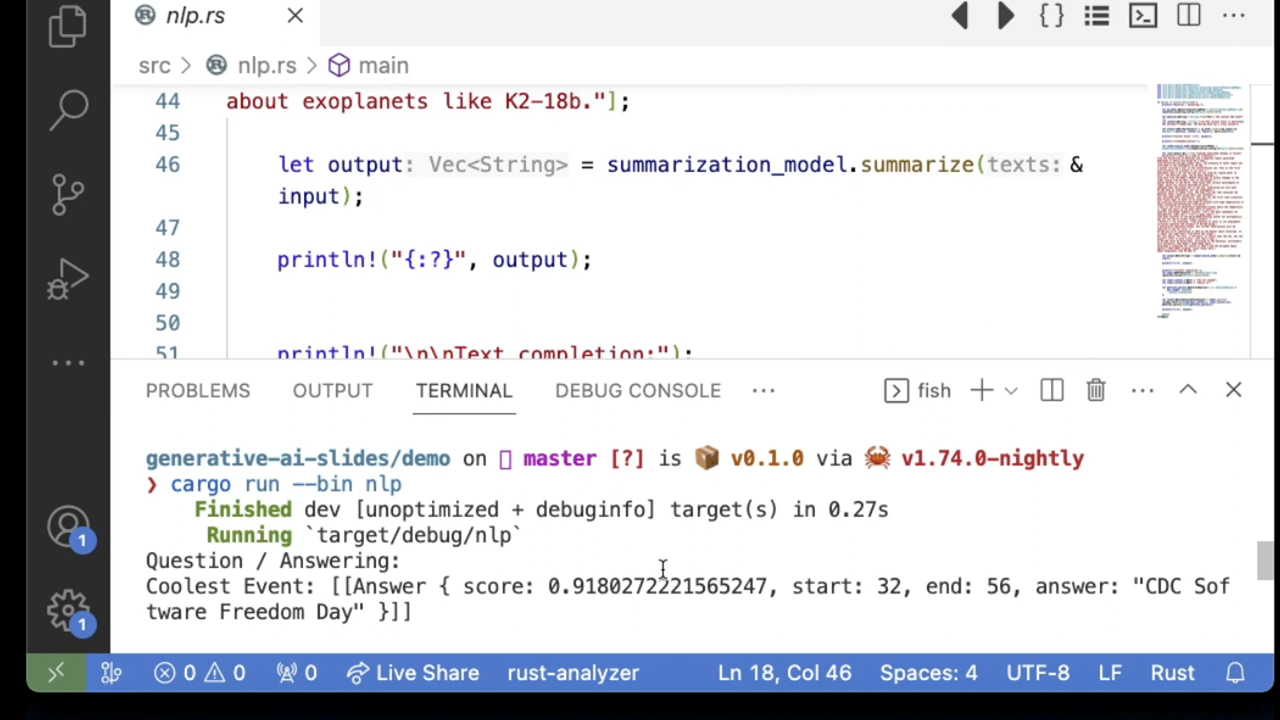 nlp.rs
src > nlp.rs > main
44 about exoplanets like K2-18b."];
45
46 let output: Vec<String> = summarization_model.summarize(texts: &
input);
47
48 println!("{:?}", output);
49
50
51 println!("\n\nText completion:");
PROBLEMS OUTPUT TERMINAL DEBUG CONSOLE ... fish
generative-ai-slides/demo on master [?] is 📦 v0.1.0 via 🦀 v1.74.0-nightly
❯ cargo run --bin nlp
Finished dev [unoptimized + debuginfo] target(s) in 0.27s
Running `target/debug/nlp`
Question / Answering:
Coolest Event: [[Answer { score: 0.9180272221565247, start: 32, end: 56, answer: "CDC Sof
tware Freedom Day" }]]
1
1
0 0 0 Live Share rust-analyzer Ln 18, Col 46 Spaces: 4 UTF-8 LF Rust